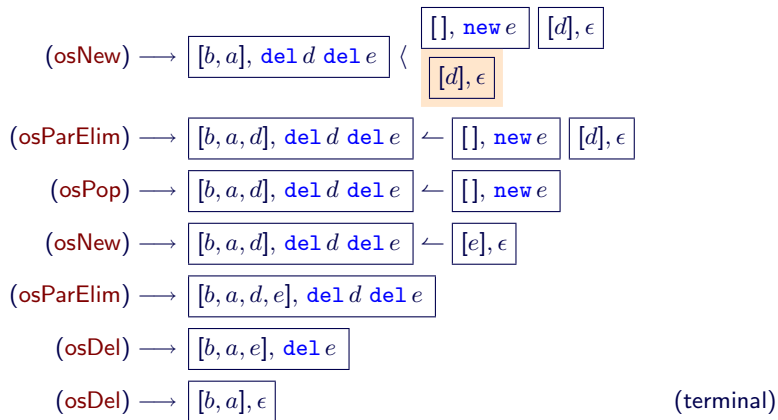 (osNew) ⟶ [b, a], del d del e ⟨ [ ], new e [d], ϵ
[d], ϵ
(osParElim) ⟶ [b, a, d], del d del e ← [ ], new e [d], ϵ
(osPop) ⟶ [b, a, d], del d del e ← [ ], new e
(osNew) ⟶ [b, a, d], del d del e ← [e], ϵ
(osParElim) ⟶ [b, a, d, e], del d del e
(osDel) ⟶ [b, a, e], del e
(osDel) ⟶ [b, a], ϵ (terminal)